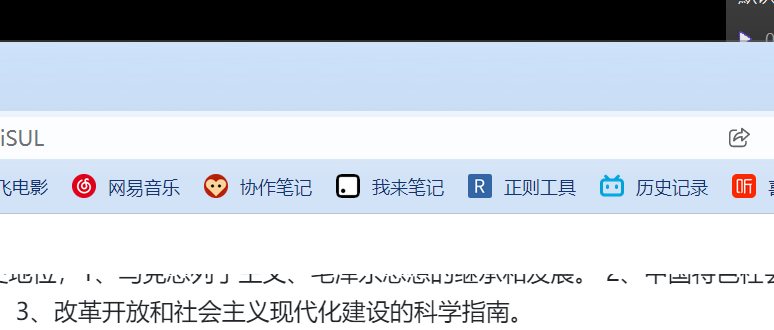 iSUL
飞电影 网易音乐 协作笔记 我来笔记 R 正则工具 历史记录 听
地位，1、马克思列宁主义、毛泽东思想的继承和发展。 2、中国特色社会
3、改革开放和社会主义现代化建设的科学指南。